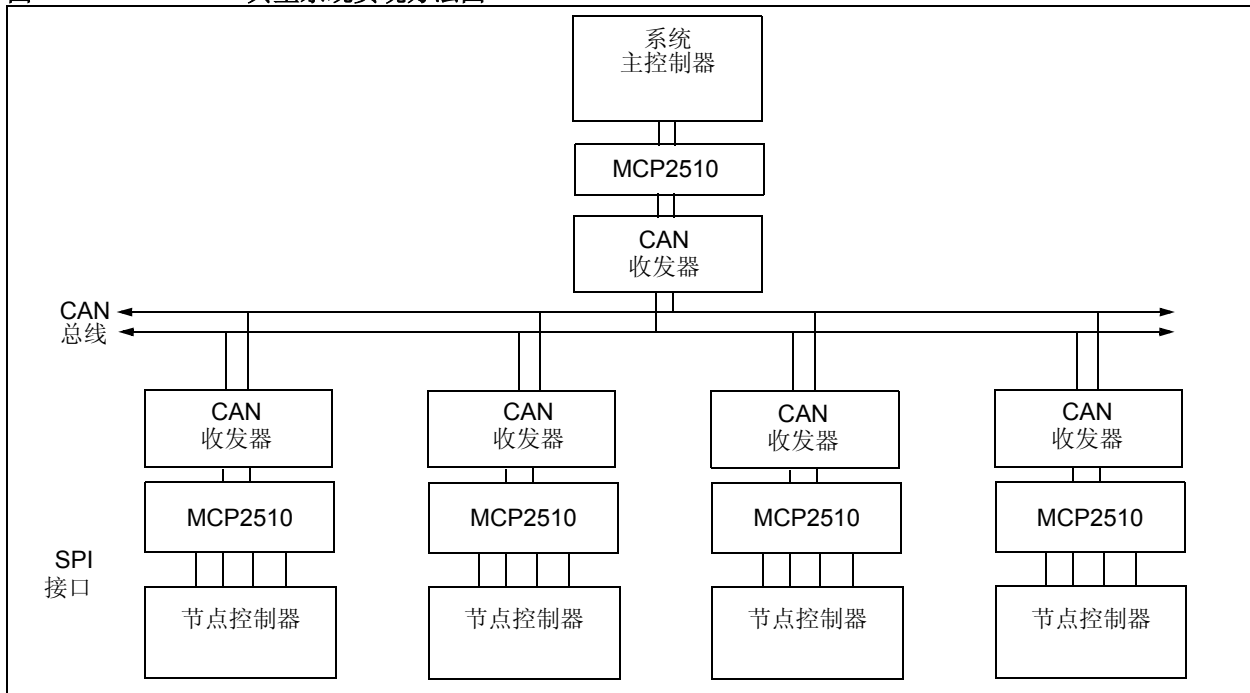 系统
主控制器
MCP2510
CAN
收发器
CAN
总线
CAN
收发器
CAN
收发器
CAN
收发器
CAN
收发器
MCP2510
MCP2510
MCP2510
MCP2510
SPI
接口
节点控制器
节点控制器
节点控制器
节点控制器